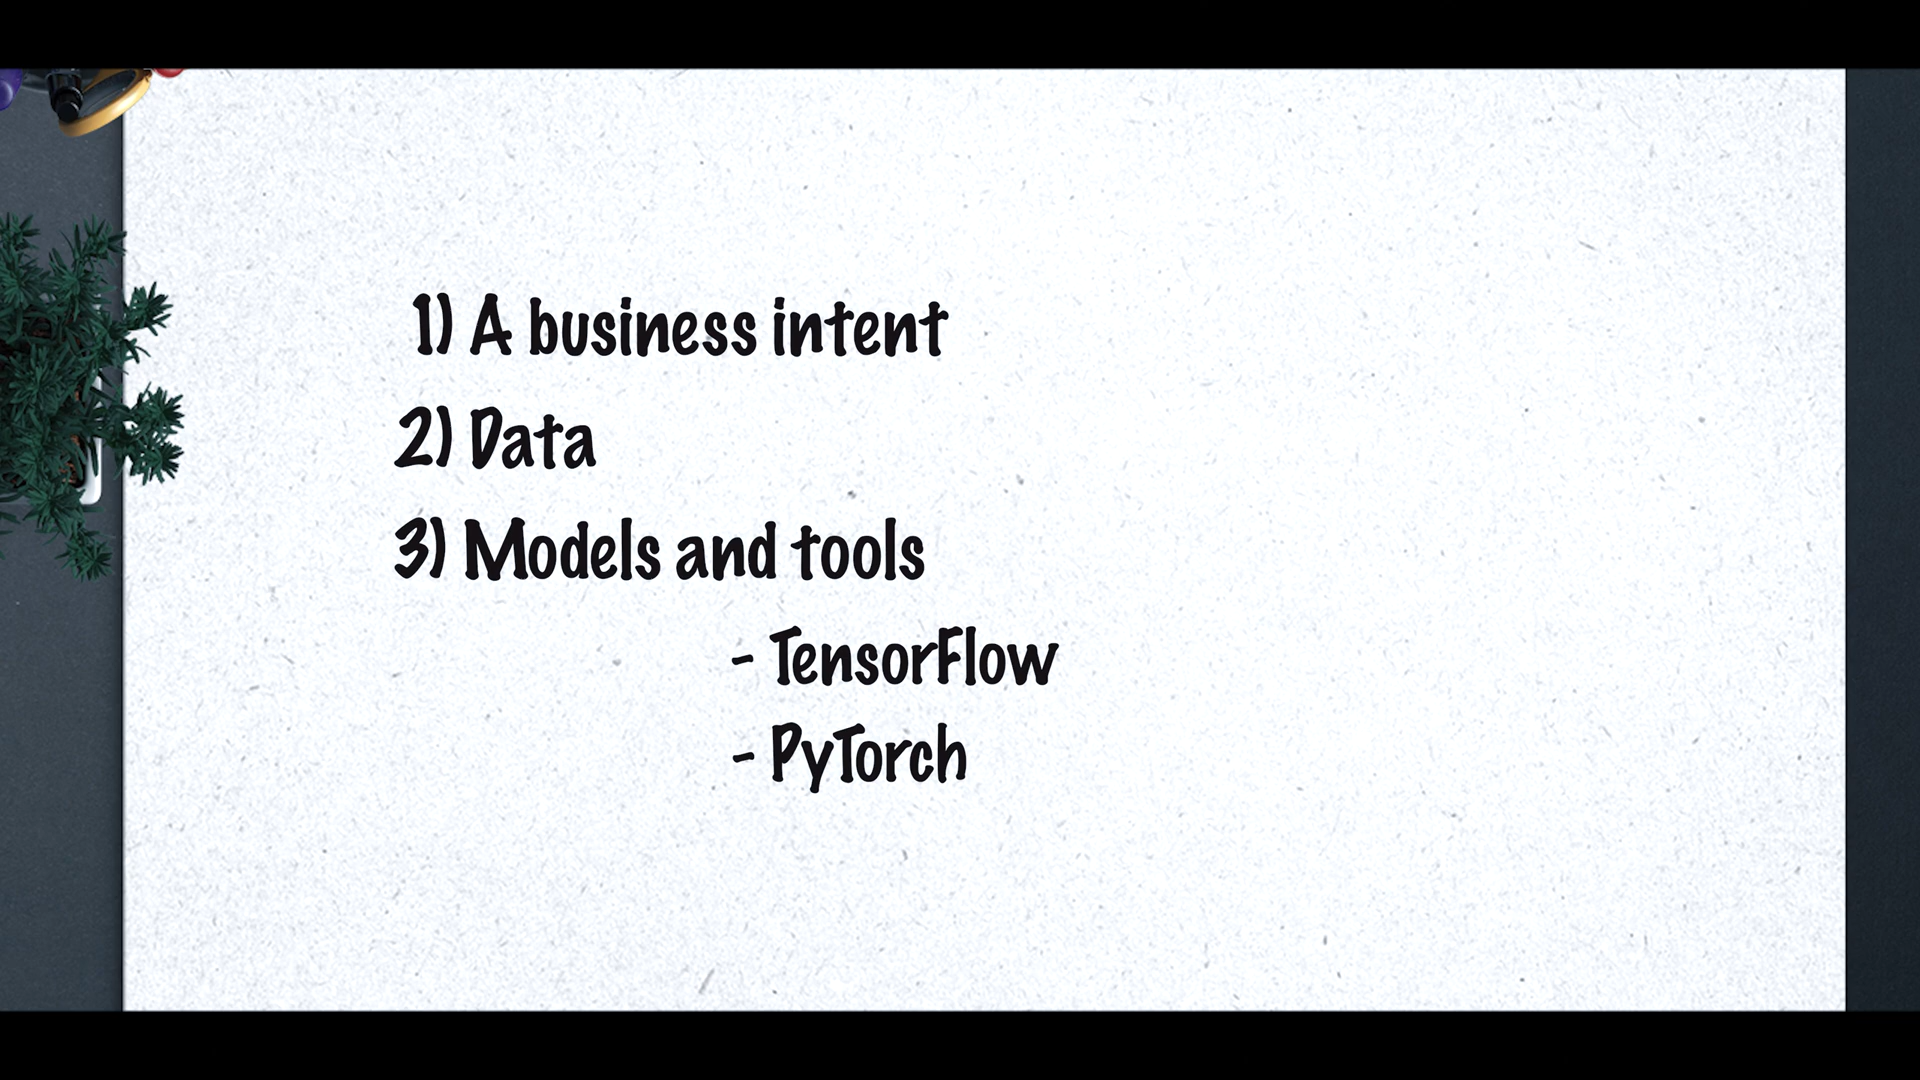 1) A business intent
2) Data
3) Models and tools
- TensorFlow
- PyTorch